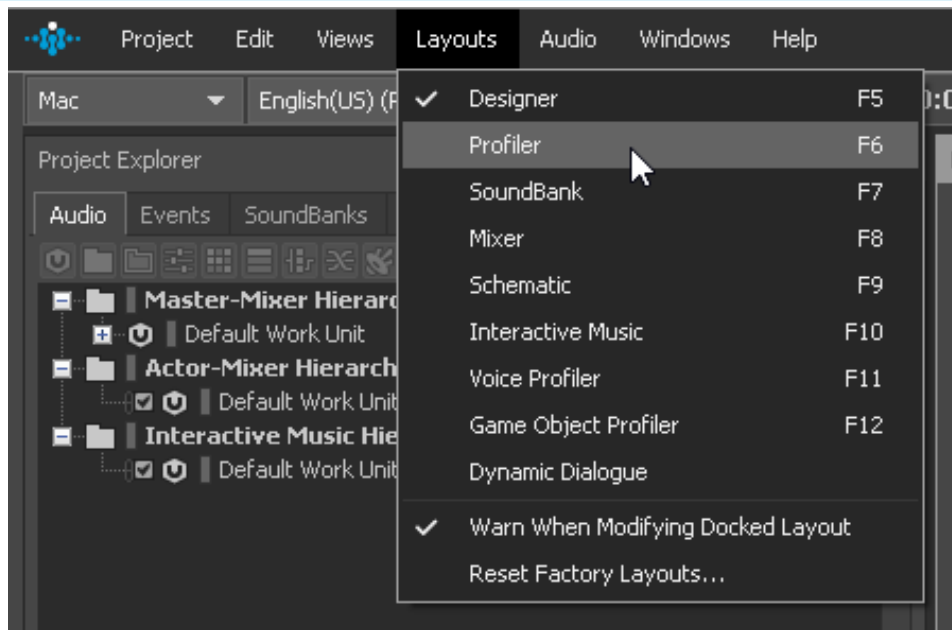 Project Edit Views Layouts Audio Windows Help
Mac English(US)
Designer F5
Profiler F6
SoundBank F7
Mixer F8
Schematic F9
Interactive Music F10
Voice Profiler F11
Game Object Profiler F12
Dynamic Dialogue
Warn When Modifying Docked Layout
Reset Factory Layouts...
Project Explorer
Audio Events SoundBanks
Master-Mixer Hierarc
Default Work Unit
Actor-Mixer Hierarch
Default Work Unit
Interactive Music Hie
Default Work Unit